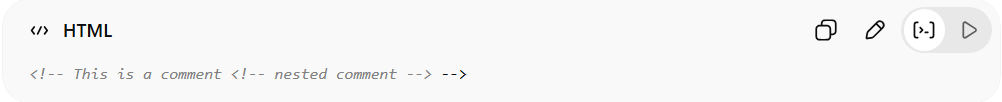 HTML
<!-- This is a comment <!-- nested comment --> -->